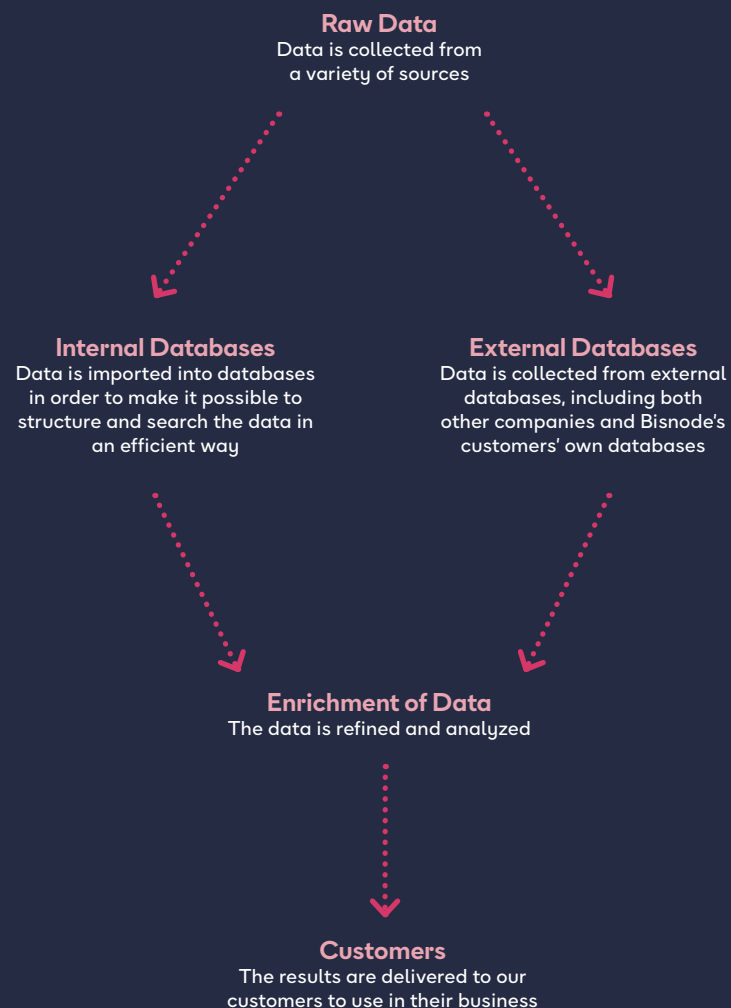 Raw Data
Data is collected from
a variety of sources
Internal Databases
Data is imported into databases
in order to make it possible to
structure and search the data in
an efficient way
External Databases
Data is collected from external
databases, including both
other companies and Bisnode's
customers' own databases
Enrichment of Data
The data is refined and analyzed
Customers
The results are delivered to our
customers to use in their business